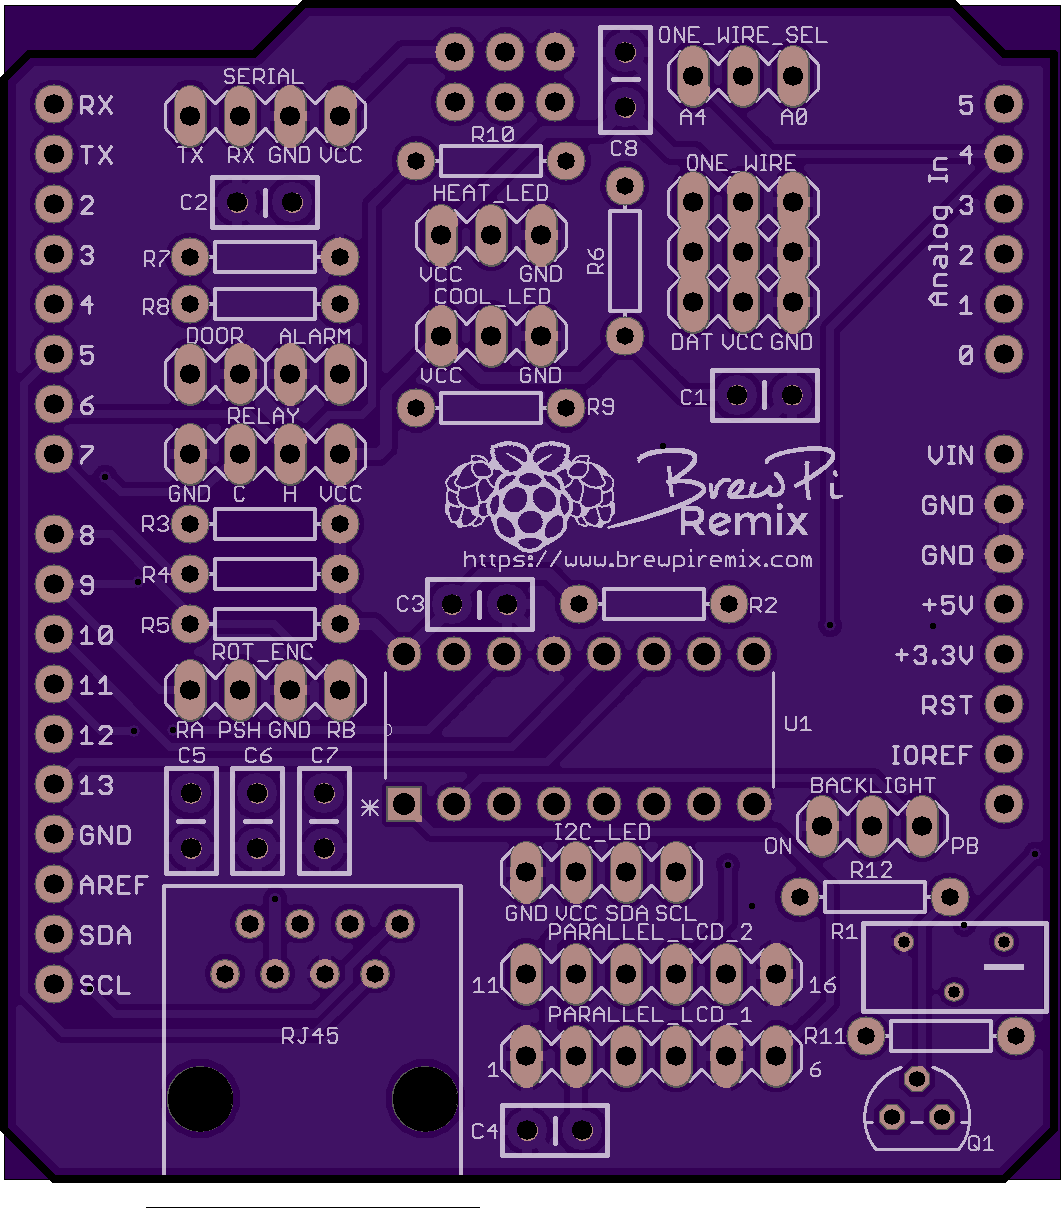 SERIAL
TX RX GND VCC
C2
R7
R8
DOOR ALARM
RELAY
GND C H VCC
R3
R4
R5
ROT_ENC
RA PSH GND RB
C5 C6 C7
RX
TX
2
3
4
5
6
7
8
9
10
11
12
13
GND
AREF
SDA
SCL
R10
HEAT_LED
VCC GND
COOL_LED
VCC GND
R9
C8
R6
ONE_WIRE_SEL
A4 A0
ONE_WIRE
DAT VCC GND
C1
5
4
3
2
1
0
Analog In
VIN
GND
GND
+5V
+3.3V
RST
IOREF
BrewPi
Remix
https://www.brewpiremix.com
C3
R2
U1
*
BACKLIGHT
ON PB
I2C_LED
GND VCC SDA SCL
R12
PARALLEL_LCD_2
11 16
R1
PARALLEL_LCD_1
1 6
R11
RJ45
C4
Q1